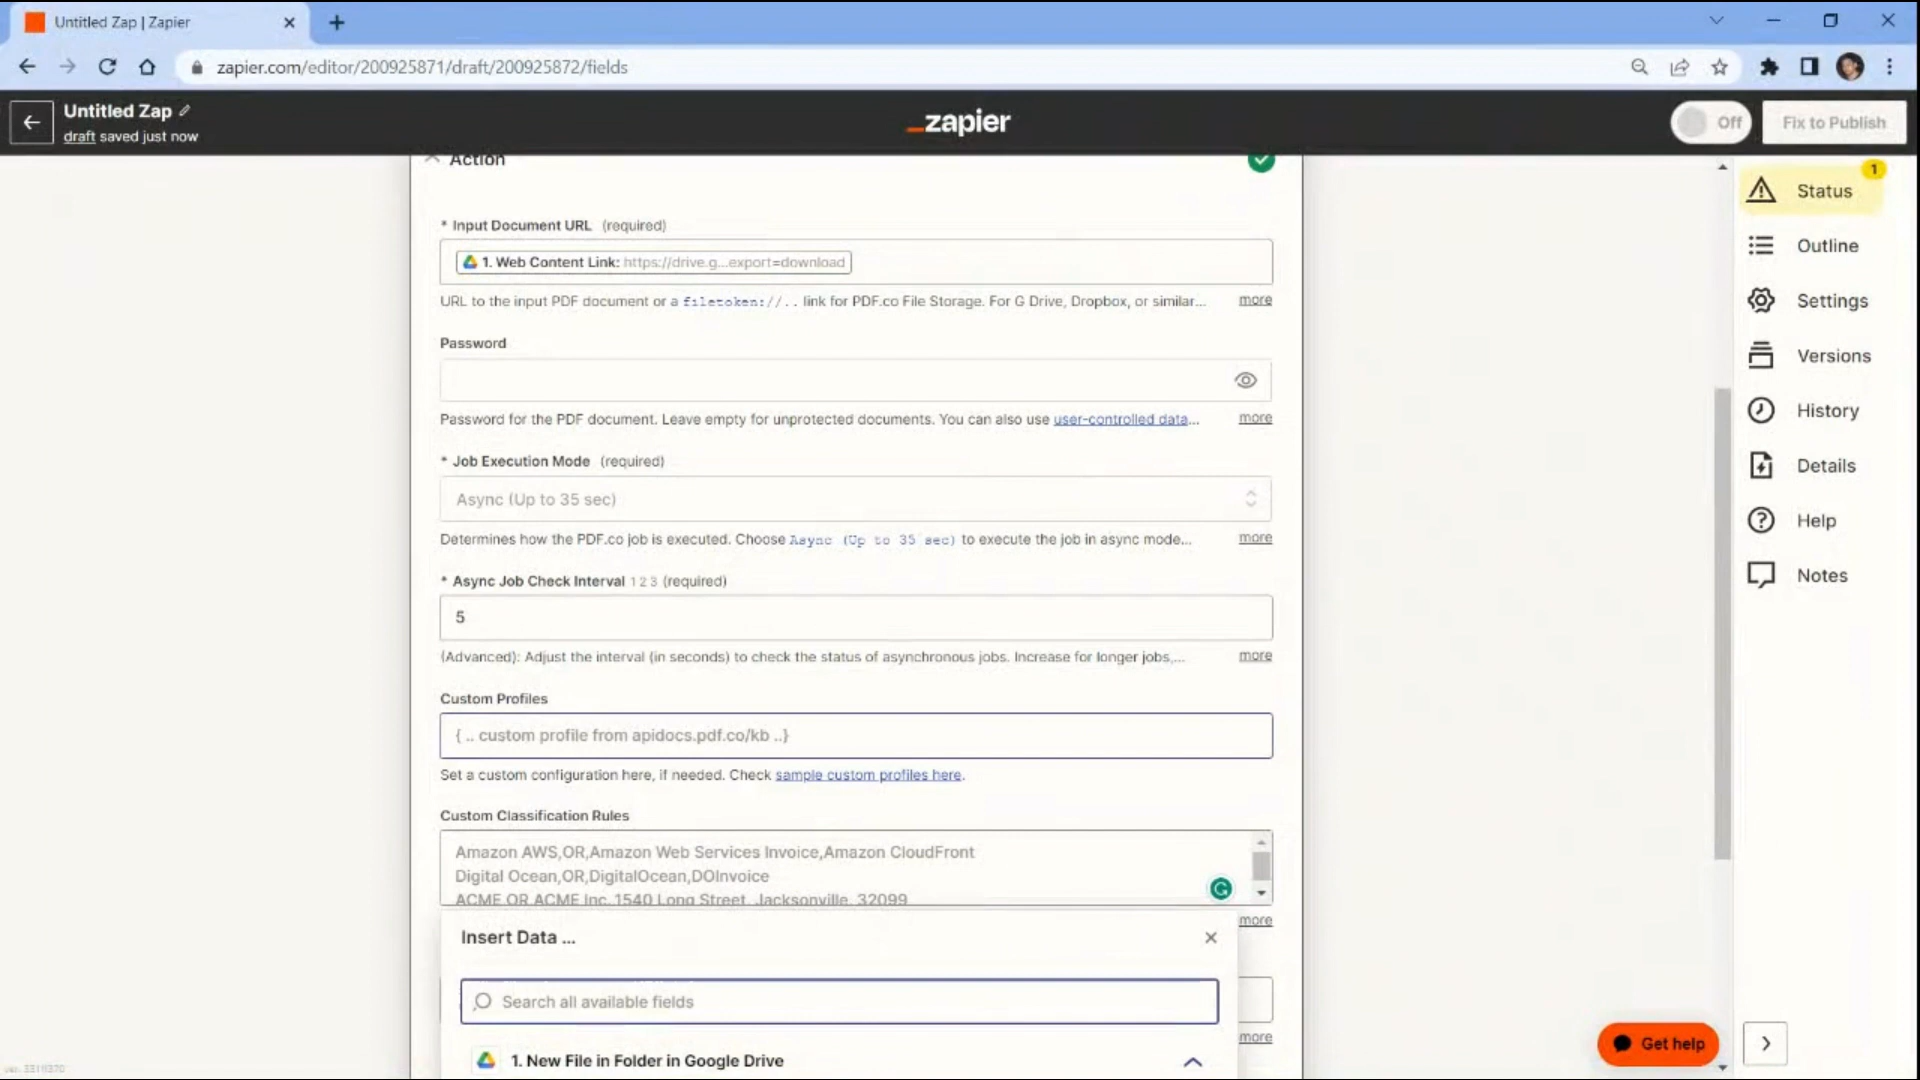 Untitled Zap | Zapier
zapier.com/editor/200925871/draft/200925872/fields
Untitled Zap
draft saved just now
zapier
Off
Fix to Publish
Action
* Input Document URL (required)
1. Web Content Link: https://drive.g...export=download
URL to the input PDF document or a filetoken://.. link for PDF.co File Storage. For G Drive, Dropbox, or similar... more
Password
Password for the PDF document. Leave empty for unprotected documents. You can also use user-controlled data... more
* Job Execution Mode (required)
Async (Up to 35 sec)
Determines how the PDF.co job is executed. Choose Async (Up to 35 sec) to execute the job in async mode... more
* Async Job Check Interval 1 2 3 (required)
5
(Advanced): Adjust the interval (in seconds) to check the status of asynchronous jobs. Increase for longer jobs,... more
Custom Profiles
{ .. custom profile from apidocs.pdf.co/kb ..}
Set a custom configuration here, if needed. Check sample custom profiles here.
Custom Classification Rules
Amazon AWS,OR,Amazon Web Services Invoice,Amazon CloudFront
Digital Ocean,OR,DigitalOcean,DOInvoice
ACME,OR,ACME Inc,1540 Long Street, Jacksonville, 32099
more
Insert Data ...
Search all available fields
more
1. New File in Folder in Google Drive
1
Status
Outline
Settings
Versions
History
Details
Help
Notes
Get help